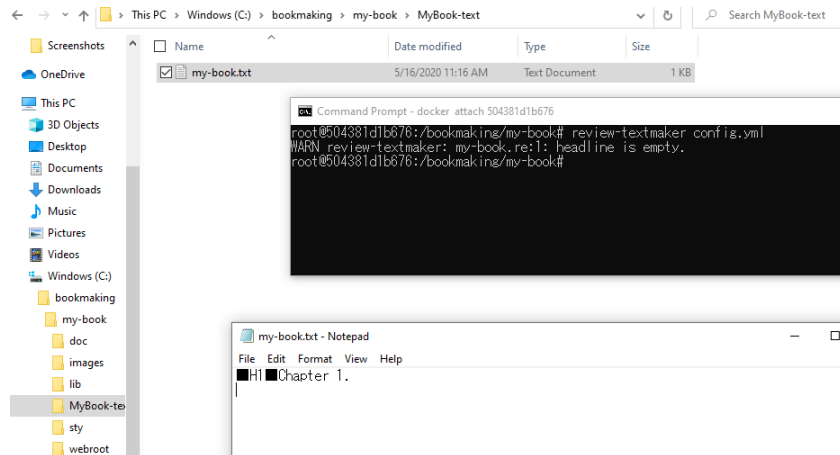 This PC > Windows (C:) > bookmaking > my-book > MyBook-text
Search MyBook-text
Screenshots
OneDrive
This PC
3D Objects
Desktop
Documents
Downloads
Music
Pictures
Videos
Windows (C:)
bookmaking
my-book
doc
images
lib
MyBook-tex
sty
webroot
Name Date modified Type Size
my-book.txt 5/16/2020 11:16 AM Text Document 1 KB
Command Prompt - docker attach 504381d1b676
root@504381d1b676:/bookmaking/my-book# review-textmaker config.yml
WARN review-textmaker: my-book.re:1: headline is empty.
root@504381d1b676:/bookmaking/my-book#
my-book.txt - Notepad
File Edit Format View Help
■H1■Chapter 1.